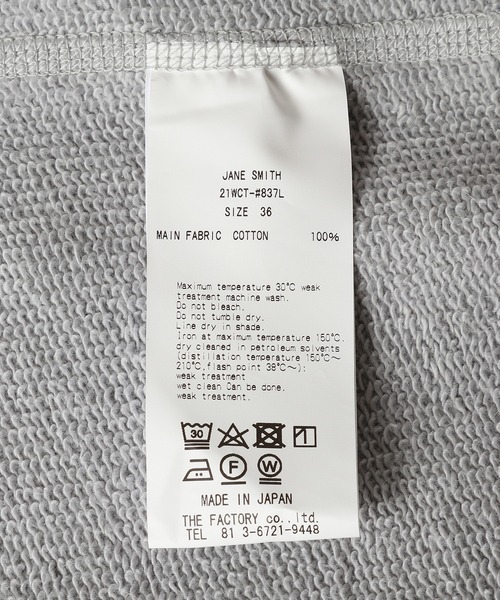 JANE SMITH
21WCT-#837L
SIZE 36
MAIN FABRIC COTTON 100%
Maximum temperature 30°C weak
treatment machine wash.
Do not bleach.
Do not tumble dry.
Line dry in shade.
Iron at maximum temperature 150°C.
dry cleaned in petroleum solvents
(distillation temperature 150°C～
210°C,flash point 38°C～):
weak treatment
wet clean Can be done.
weak treatment.
30
F W
MADE IN JAPAN
THE FACTORY co.,ltd.
TEL 81 3-6721-9448